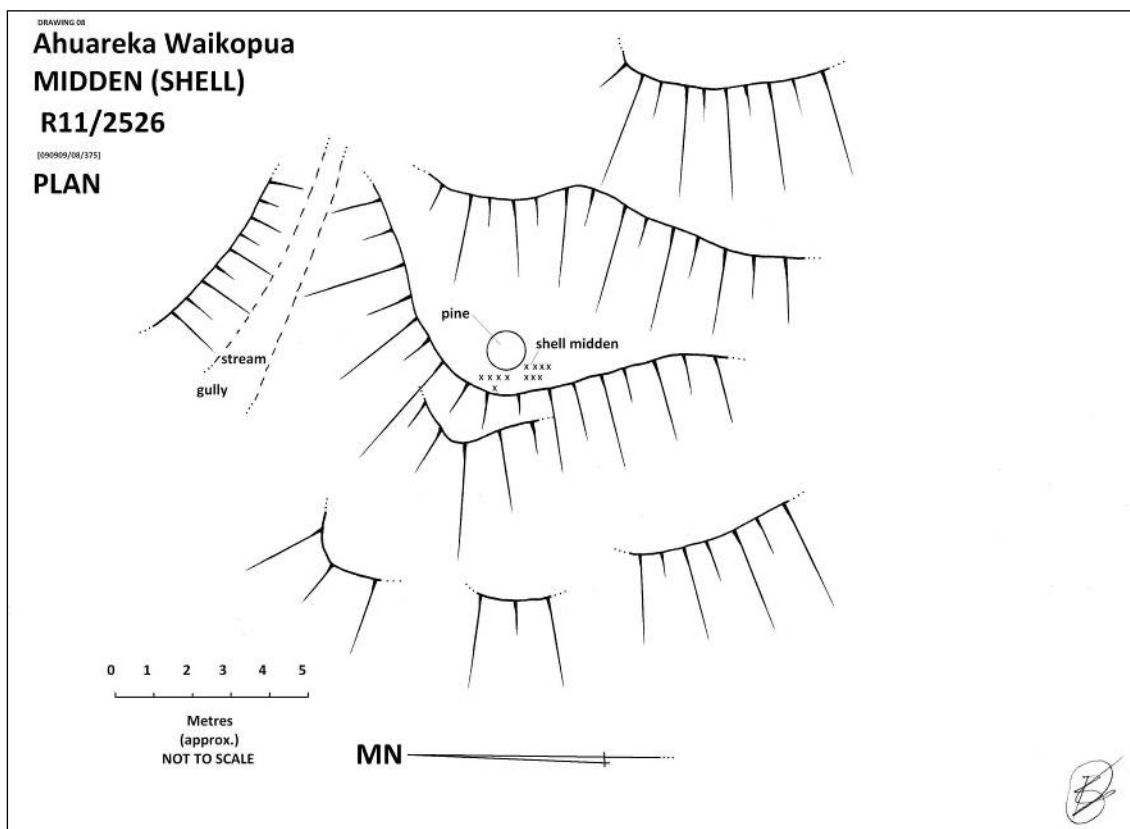 DRAWING 08
Ahuareka Waikopua
MIDDEN (SHELL)
R11/2526
[090909/08/375]
PLAN
pine
shell midden
x x x x
x x x x x x x
x
stream
gully
0 1 2 3 4 5
Metres
(approx.)
NOT TO SCALE
MN